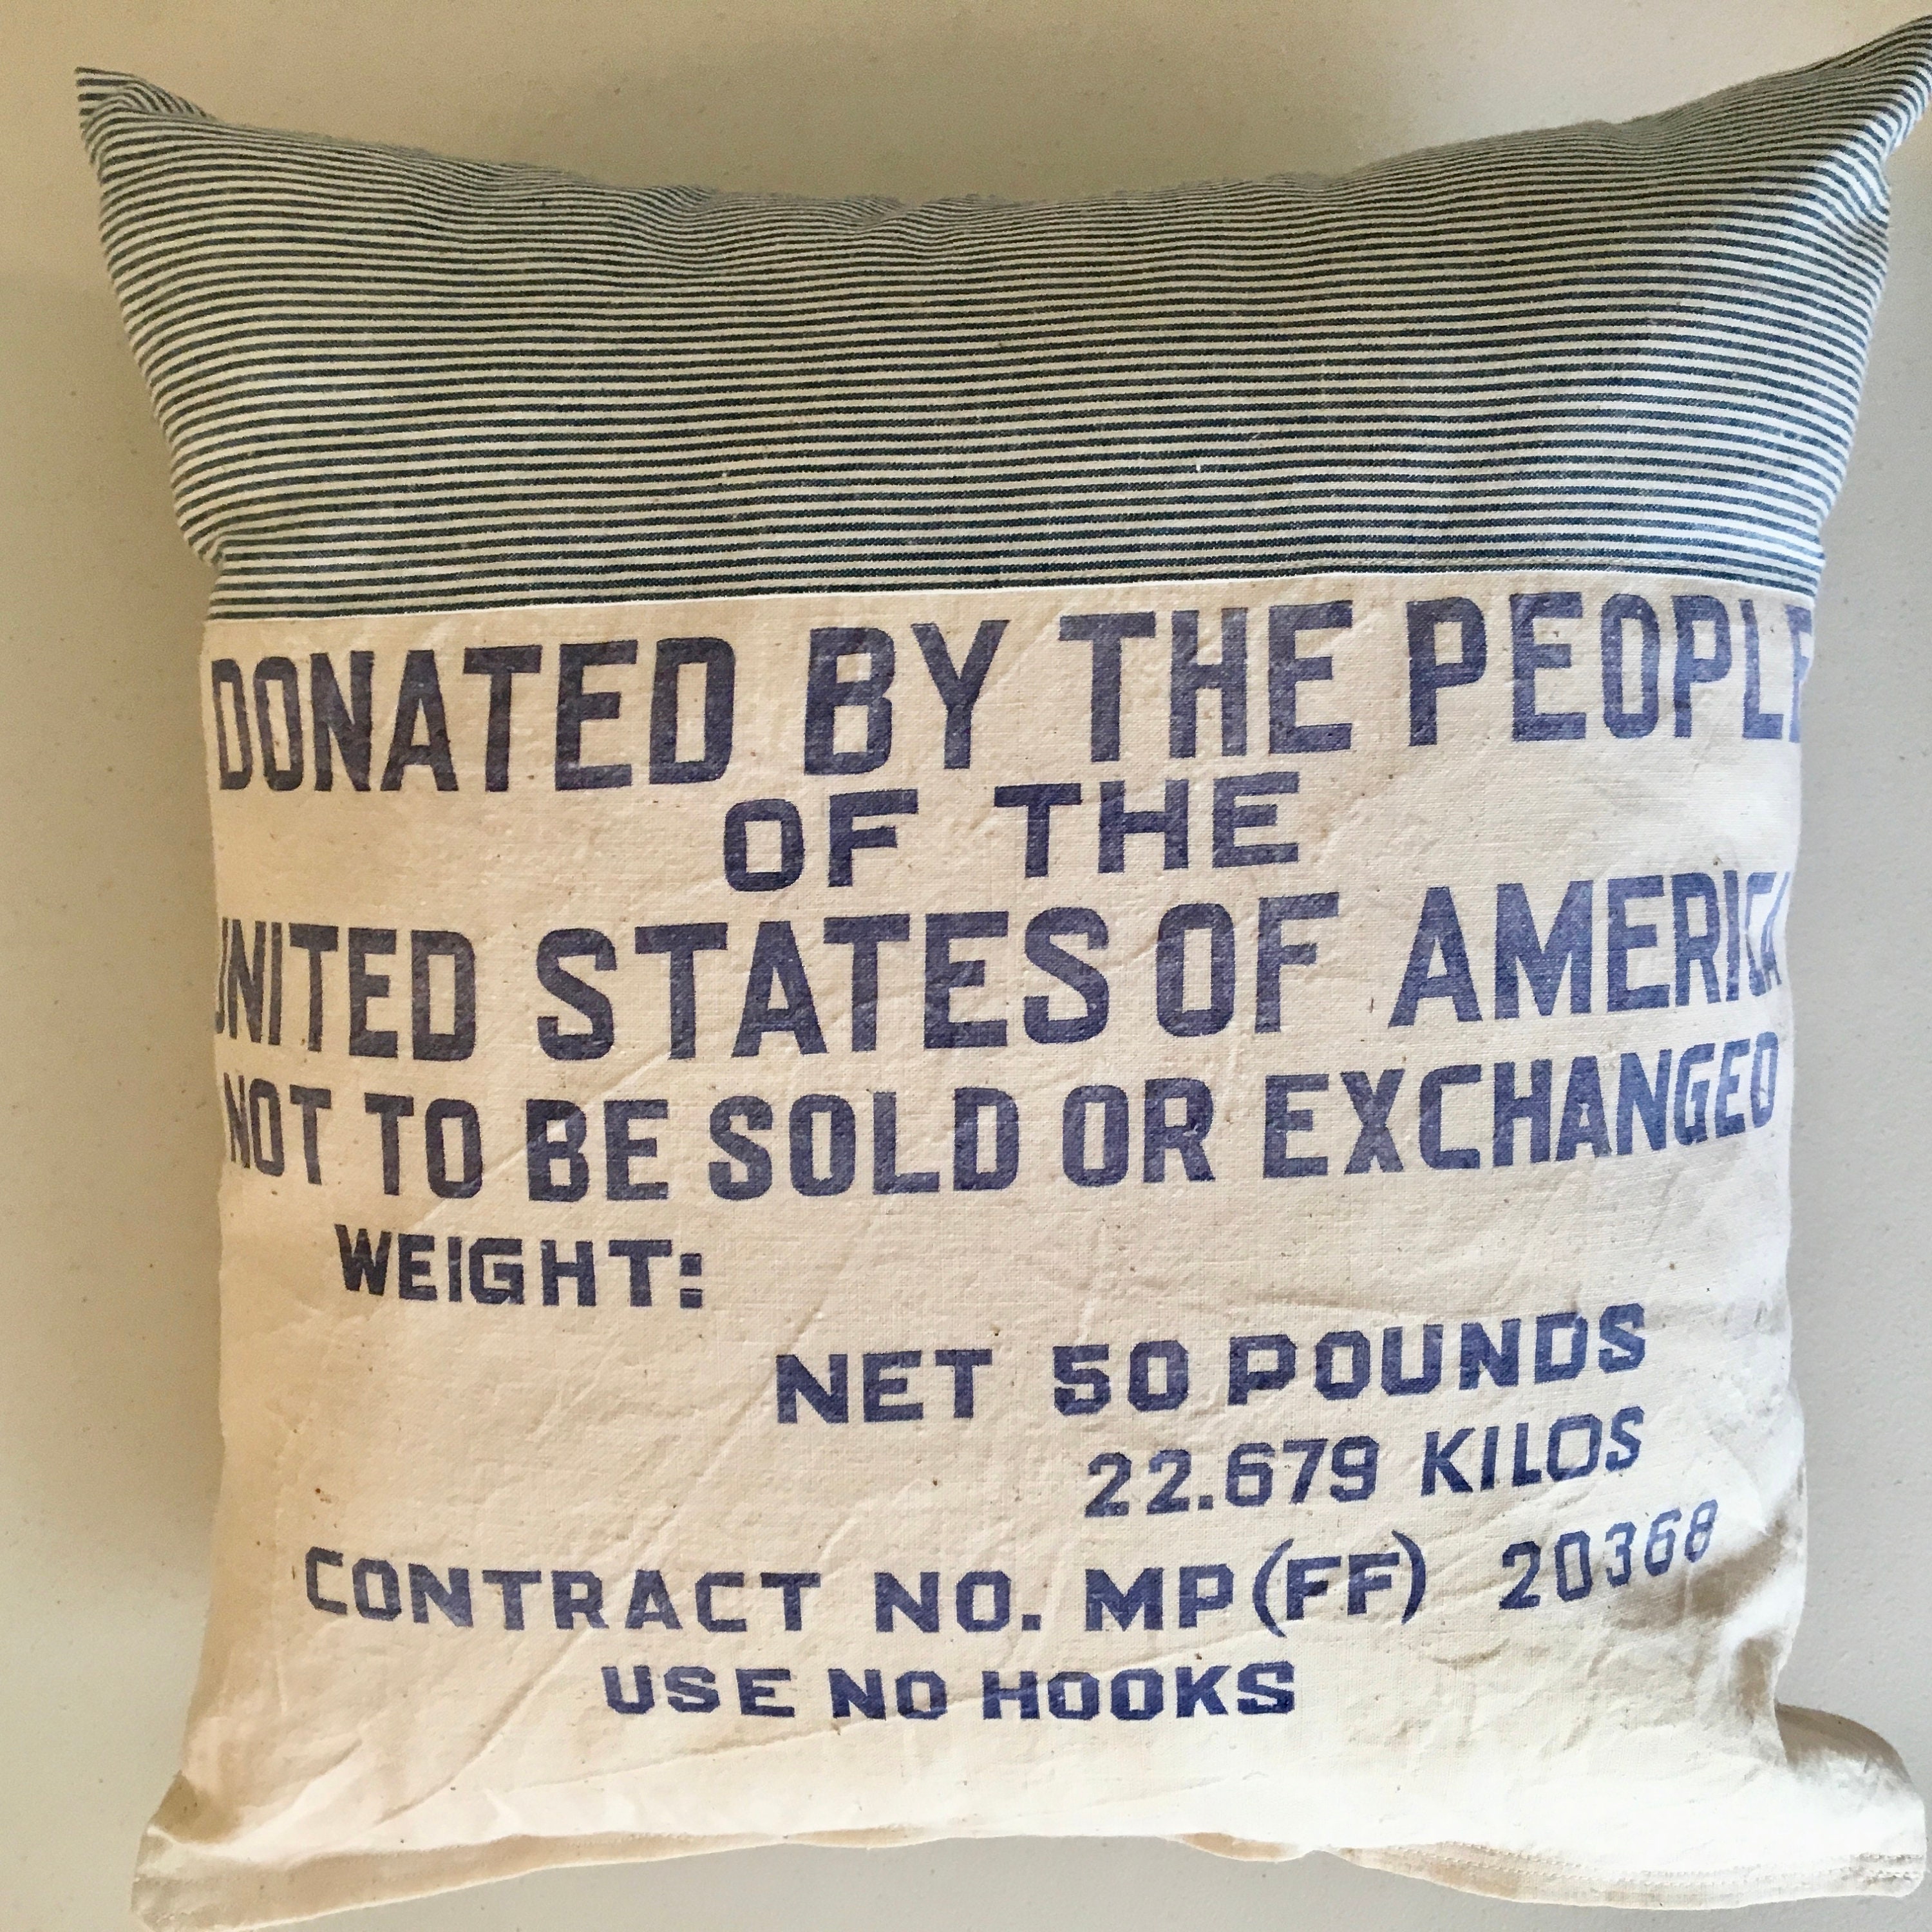 DONATED BY THE PEOPLE
OF THE
UNITED STATES OF AMERICA
NOT TO BE SOLD OR EXCHANGED
WEIGHT:
NET 50 POUNDS
22.679 KILOS
CONTRACT NO. MP(FF) 20368
USE NO HOOKS